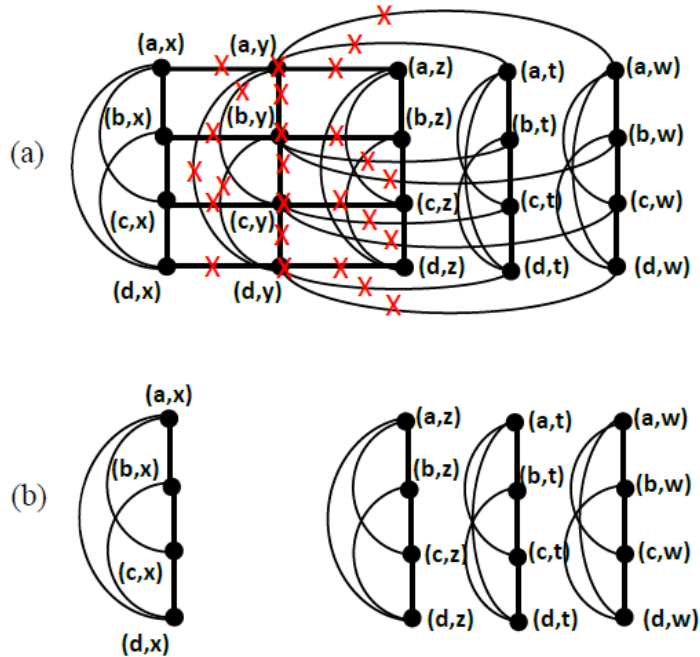 (a,x) (a,y) (a,z) (a,t) (a,w)
(b,x) (b,y) (b,z) (b,t) (b,w)
(a)
(c,x) (c,y) (c,z) (c,t) (c,w)
(d,x) (d,y) (d,z) (d,t) (d,w)
(a,x) (a,z) (a,t) (a,w)
(b,x) (b,z) (b,t) (b,w)
(b)
(c,x) (c,z) (c,t) (c,w)
(d,x) (d,z) (d,t) (d,w)